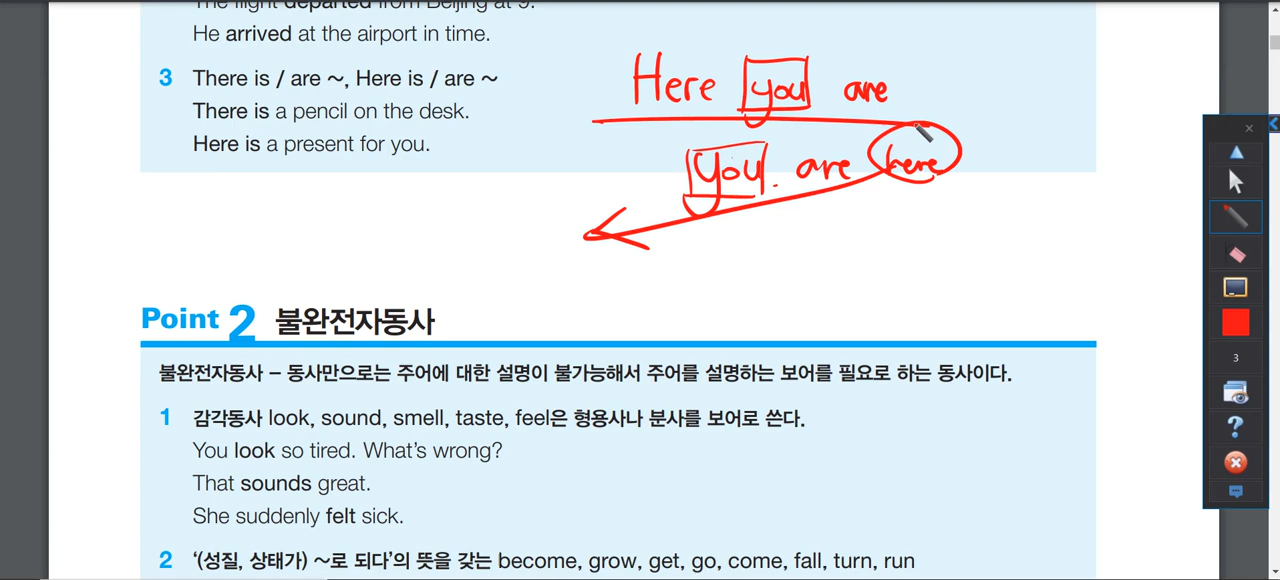 The flight departed from Beijing at 9.
He arrived at the airport in time.
3 There is / are ~, Here is / are ~
There is a pencil on the desk.
Here is a present for you.
Here you are
you. are here
Point 2 불완전자동사
불완전자동사 – 동사만으로는 주어에 대한 설명이 불가능해서 주어를 설명하는 보어를 필요로 하는 동사이다.
1 감각동사 look, sound, smell, taste, feel은 형용사나 분사를 보어로 쓴다.
You look so tired. What's wrong?
That sounds great.
She suddenly felt sick.
2 '(성질, 상태가) ~로 되다'의 뜻을 갖는 become, grow, get, go, come, fall, turn, run
3